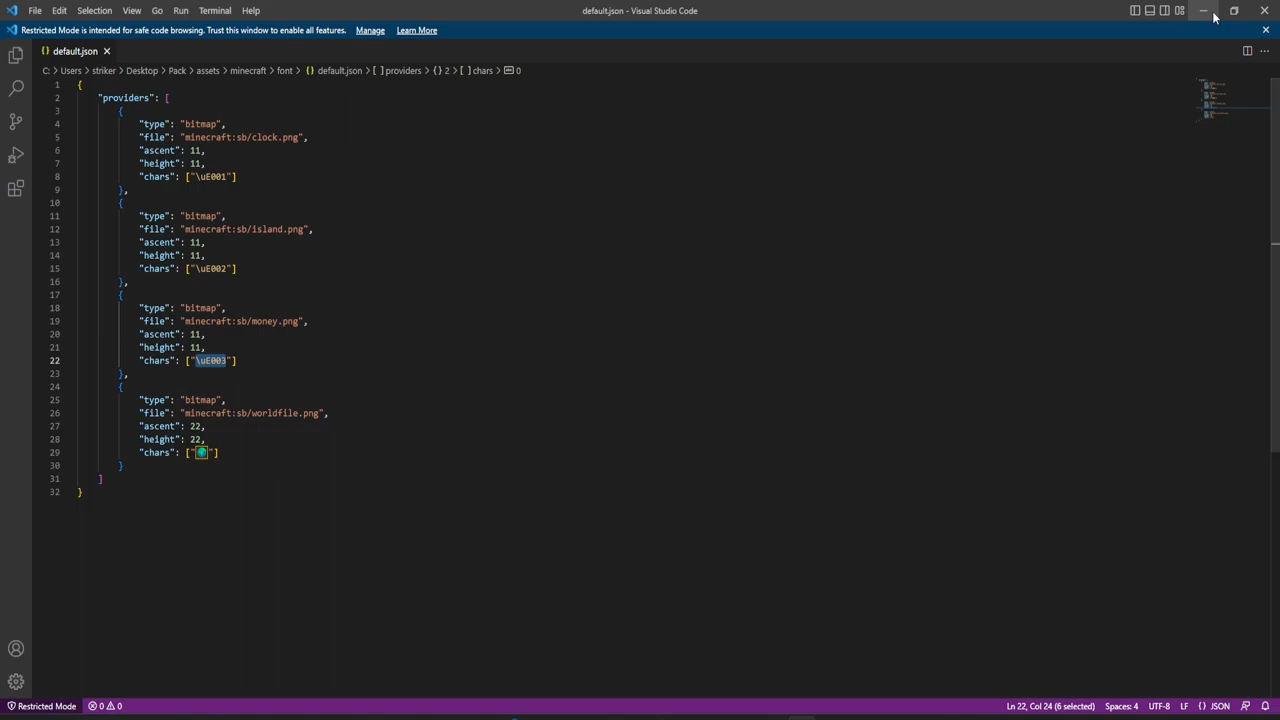 File Edit Selection View Go Run Terminal Help default.json - Visual Studio Code
Restricted Mode is intended for safe code browsing. Trust this window to enable all features. Manage Learn More
{} default.json ×
C: > Users > striker > Desktop > Pack > assets > minecraft > font > {} default.json > [ ] providers > {} 2 > [ ] chars > 0
1 {
2 "providers": [
3 {
4 "type": "bitmap",
5 "file": "minecraft:sb/clock.png",
6 "ascent": 11,
7 "height": 11,
8 "chars": ["\uE001"]
9 },
10 {
11 "type": "bitmap",
12 "file": "minecraft:sb/island.png",
13 "ascent": 11,
14 "height": 11,
15 "chars": ["\uE002"]
16 },
17 {
18 "type": "bitmap",
19 "file": "minecraft:sb/money.png",
20 "ascent": 11,
21 "height": 11,
22 "chars": ["\uE003"]
23 },
24 {
25 "type": "bitmap",
26 "file": "minecraft:sb/worldfile.png",
27 "ascent": 22,
28 "height": 22,
29 "chars": ["🌍"]
30 }
31 ]
32 }
Restricted Mode 0 0 Ln 22, Col 24 (6 selected) Spaces: 4 UTF-8 LF {} JSON